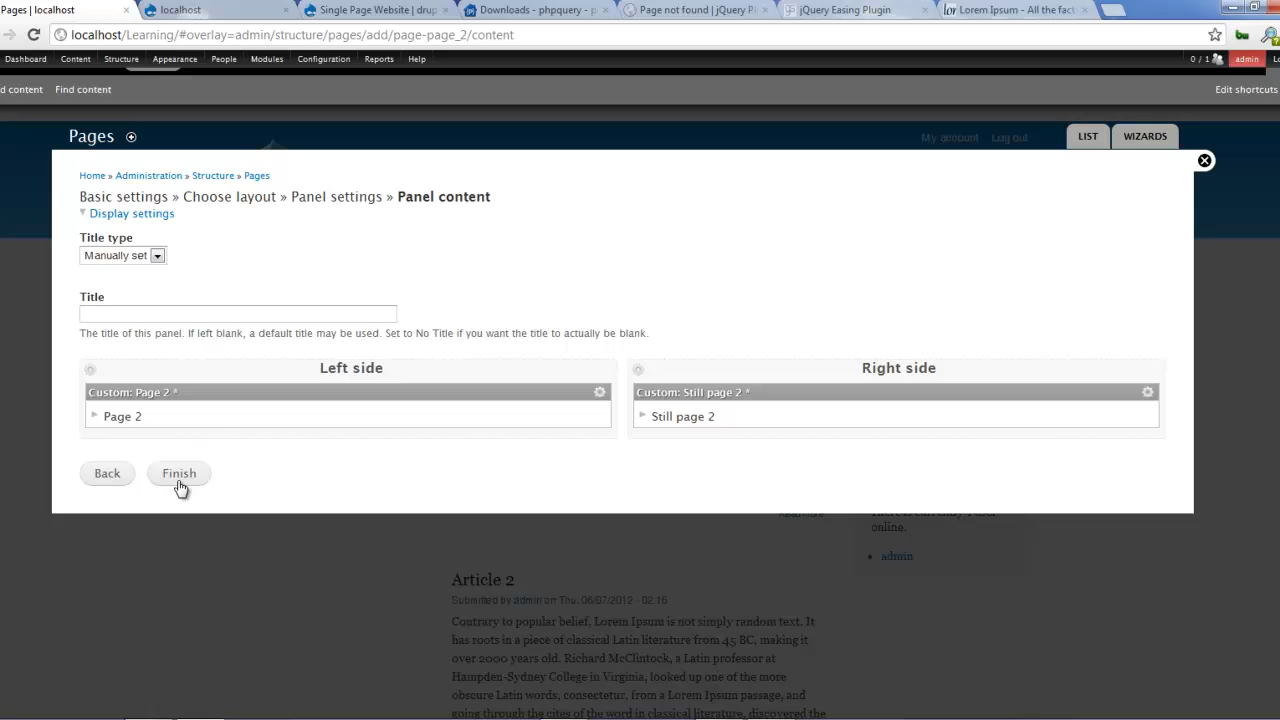 Pages | localhost
localhost
Single Page Website | drup
Downloads - phpquery - p
Page not found | jQuery Pl
jQuery Easing Plugin
Lorem Ipsum - All the fact
localhost/Learning/#overlay=admin/structure/pages/add/page-page_2/content
Dashboard Content Structure Appearance People Modules Configuration Reports Help 0 / 1 admin Lo
d content Find content Edit shortcuts
Pages My account Log out LIST WIZARDS
Home » Administration » Structure » Pages
Basic settings » Choose layout » Panel settings » Panel content
Display settings
Title type
Manually set
Title
The title of this panel. If left blank, a default title may be used. Set to No Title if you want the title to actually be blank.
Left side Right side
Custom: Page 2 * Custom: Still page 2 *
Page 2 Still page 2
Back Finish
online.
admin
Article 2
Submitted by admin on Thu, 06/07/2012 - 02:16
Contrary to popular belief, Lorem Ipsum is not simply random text. It
has roots in a piece of classical Latin literature from 45 BC, making it
over 2000 years old. Richard McClintock, a Latin professor at
Hampden-Sydney College in Virginia, looked up one of the more
obscure Latin words, consectetur, from a Lorem Ipsum passage, and
going through the cites of the word in classical literature, discovered the